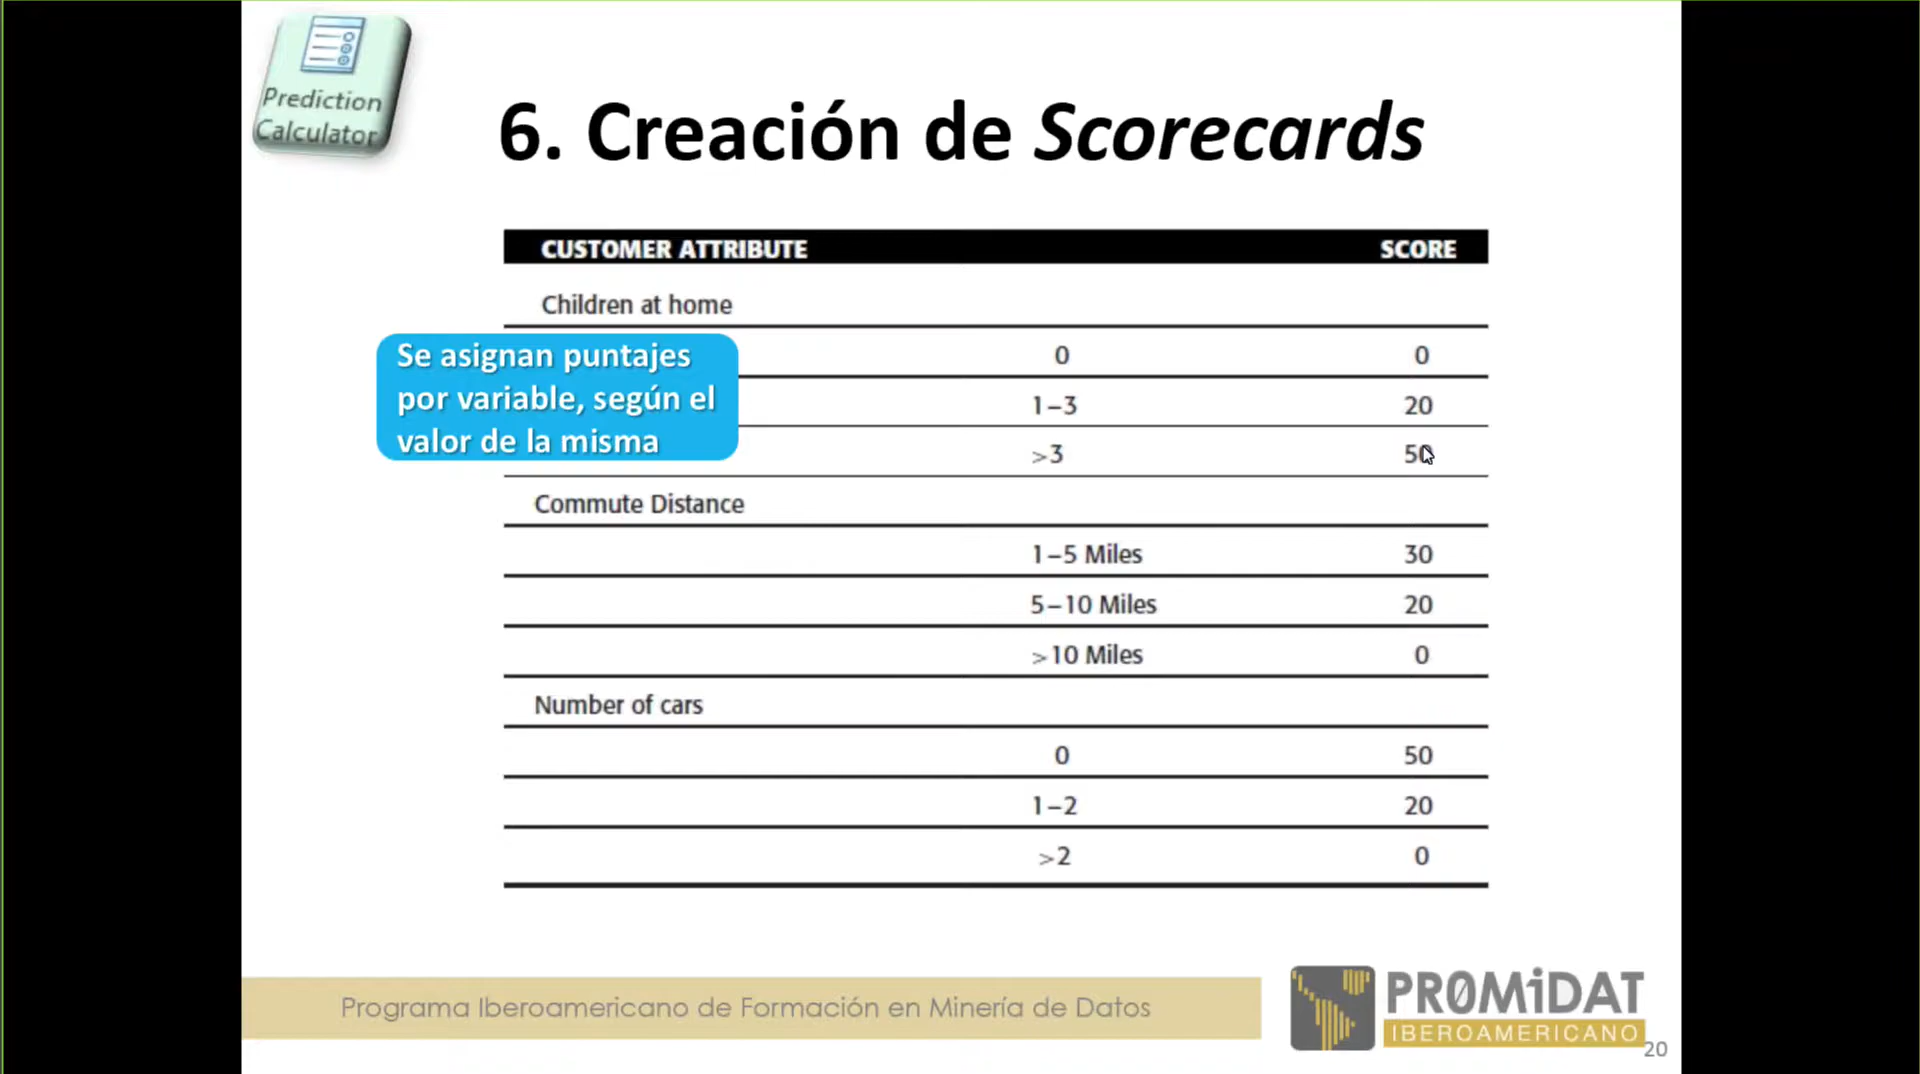 Prediction
Calculator
6. Creación de Scorecards
CUSTOMER ATTRIBUTE SCORE
Children at home
0 0
1–3 20
>3 50
Se asignan puntajes
por variable, según el
valor de la misma
Commute Distance
1–5 Miles 30
5–10 Miles 20
>10 Miles 0
Number of cars
0 50
1–2 20
>2 0
Programa Iberoamericano de Formación en Minería de Datos
PR0MiDAT
IBEROAMERICANO
20